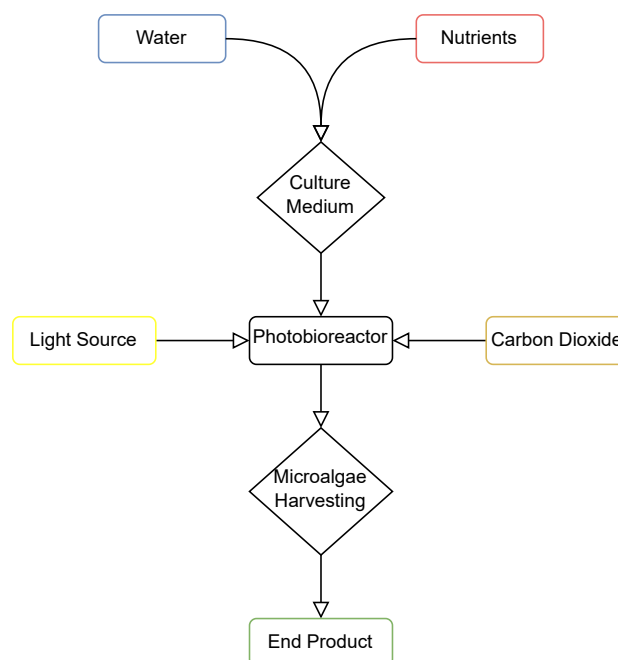 Water
Nutrients
Culture
Medium
Light Source
Photobioreactor
Carbon Dioxide
Microalgae
Harvesting
End Product